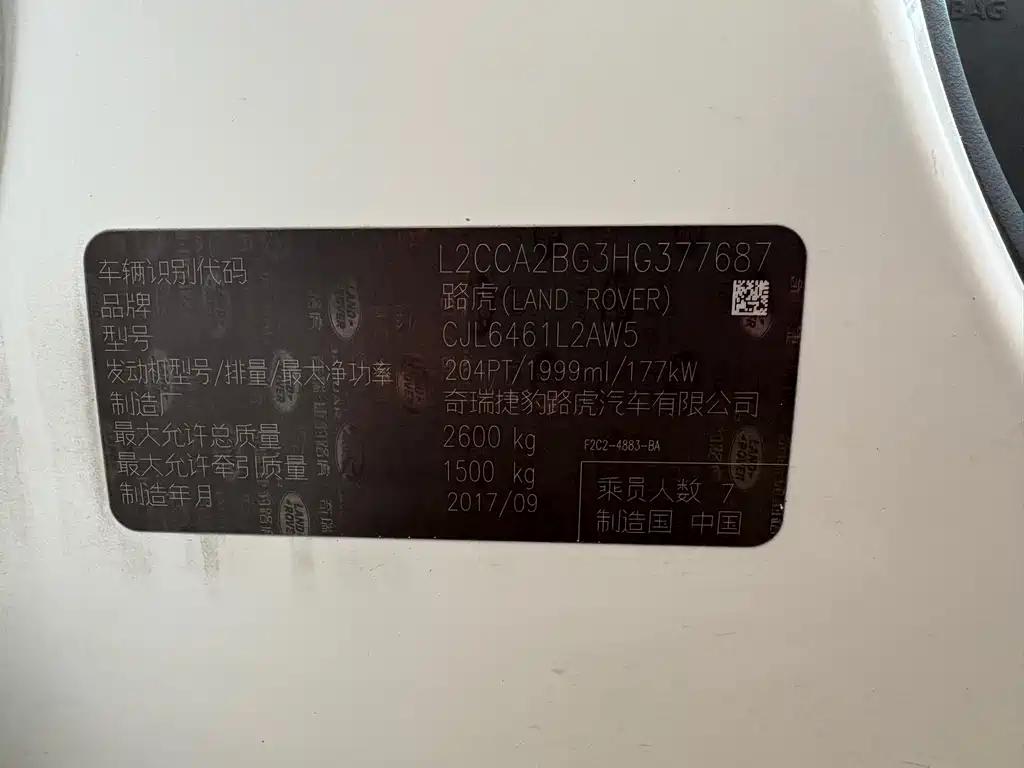 BAG
车辆识别代码 L2CCA2BG3HG377687
品牌 路虎(LAND ROVER)
型号 CJL6461L2AW5
发动机型号/排量/最大净功率 204PT/1999ml/177kW
制造厂 奇瑞捷豹路虎汽车有限公司
最大允许总质量 2600 kg
F2C2-4883-BA
最大允许牵引质量 1500 kg
制造年月 2017/09
乘员人数 7
制造国 中国